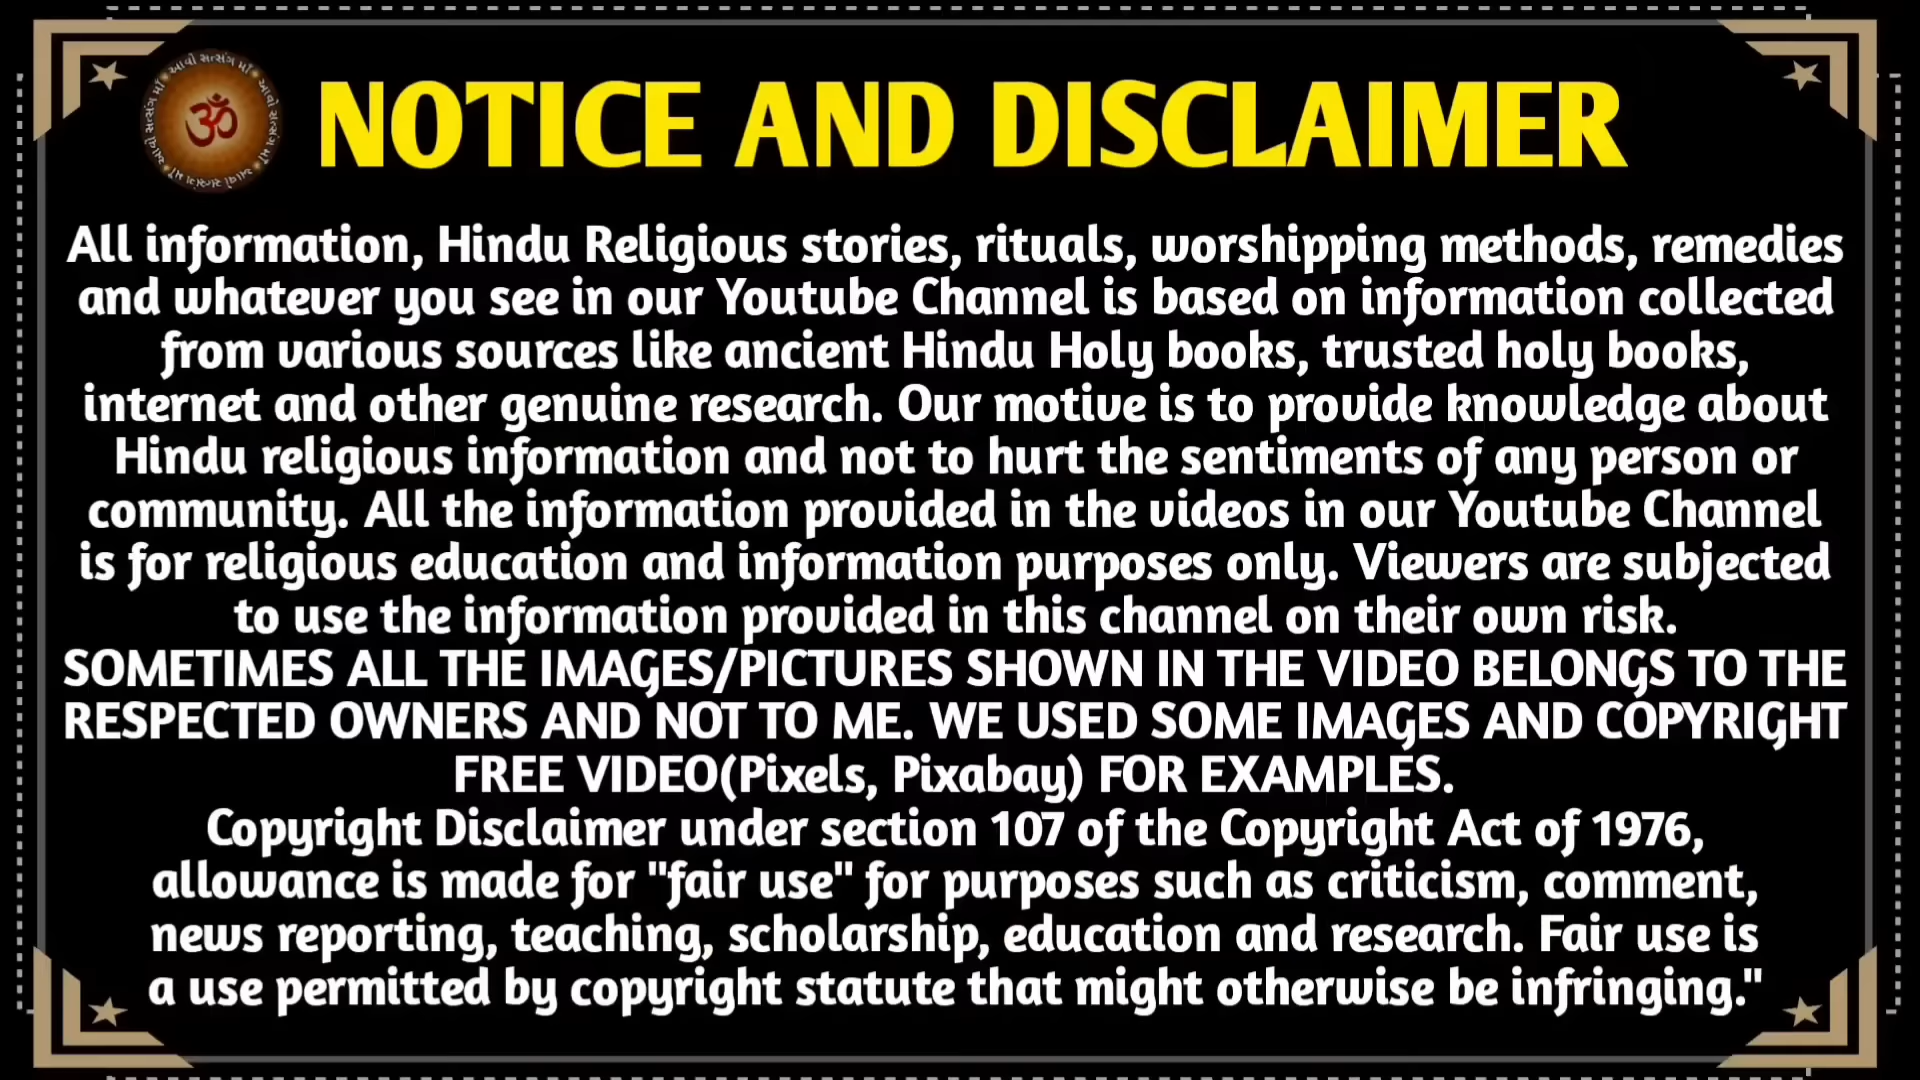 આવો સત્સંગ માઁ
આવો સત્સંગ માઁ
આવો સત્સંગ માઁ
આવો સત્સંગ માઁ
NOTICE AND DISCLAIMER
All information, Hindu Religious stories, rituals, worshipping methods, remedies
and whatever you see in our Youtube Channel is based on information collected
from various sources like ancient Hindu Holy books, trusted holy books,
internet and other genuine research. Our motive is to provide knowledge about
Hindu religious information and not to hurt the sentiments of any person or
community. All the information provided in the videos in our Youtube Channel
is for religious education and information purposes only. Viewers are subjected
to use the information provided in this channel on their own risk.
SOMETIMES ALL THE IMAGES/PICTURES SHOWN IN THE VIDEO BELONGS TO THE
RESPECTED OWNERS AND NOT TO ME. WE USED SOME IMAGES AND COPYRIGHT
FREE VIDEO(Pixels, Pixabay) FOR EXAMPLES.
Copyright Disclaimer under section 107 of the Copyright Act of 1976,
allowance is made for "fair use" for purposes such as criticism, comment,
news reporting, teaching, scholarship, education and research. Fair use is
a use permitted by copyright statute that might otherwise be infringing."